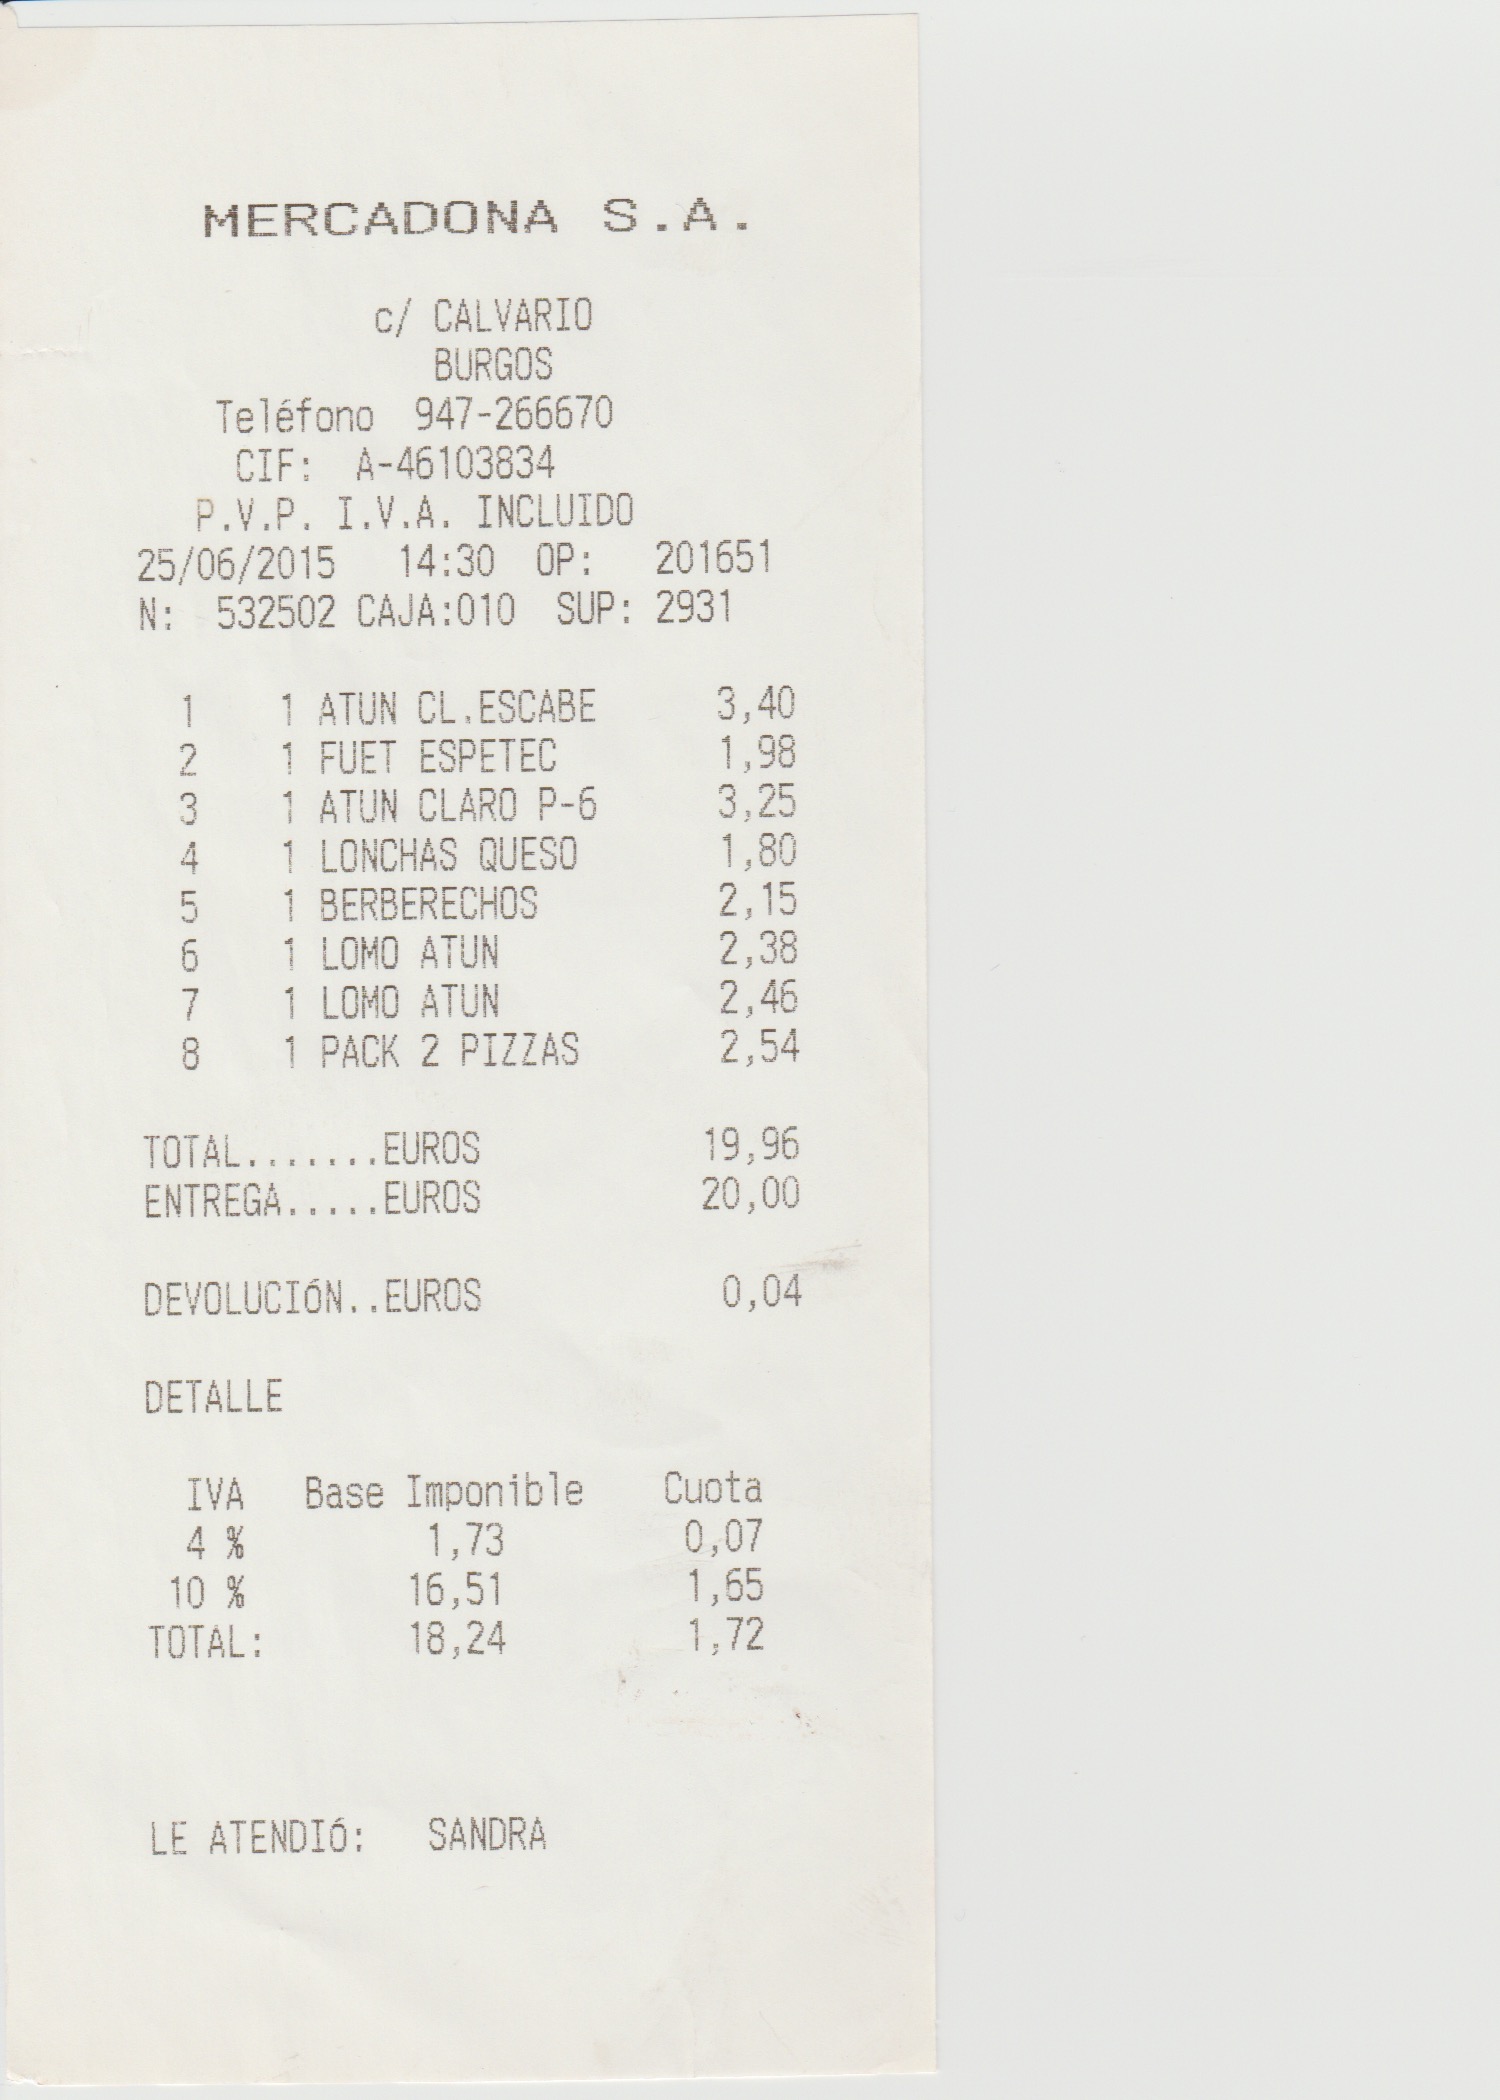 MERCADONA S.A.
c/ CALVARIO
BURGOS
Teléfono 947-266670
CIF: A-46103834
P.V.P. I.V.A. INCLUIDO
25/06/2015 14:30 OP: 201651
N: 532502 CAJA:010 SUP: 2931
1 1 ATUN CL.ESCABE 3,40
2 1 FUET ESPETEC 1,98
3 1 ATUN CLARO P-6 3,25
4 1 LONCHAS QUESO 1,80
5 1 BERBERECHOS 2,15
6 1 LOMO ATUN 2,38
7 1 LOMO ATUN 2,46
8 1 PACK 2 PIZZAS 2,54
TOTAL.......EUROS 19,96
ENTREGA.....EUROS 20,00
DEVOLUCIóN..EUROS 0,04
DETALLE
IVA Base Imponible Cuota
4 % 1,73 0,07
10 % 16,51 1,65
TOTAL: 18,24 1,72
LE ATENDIó: SANDRA